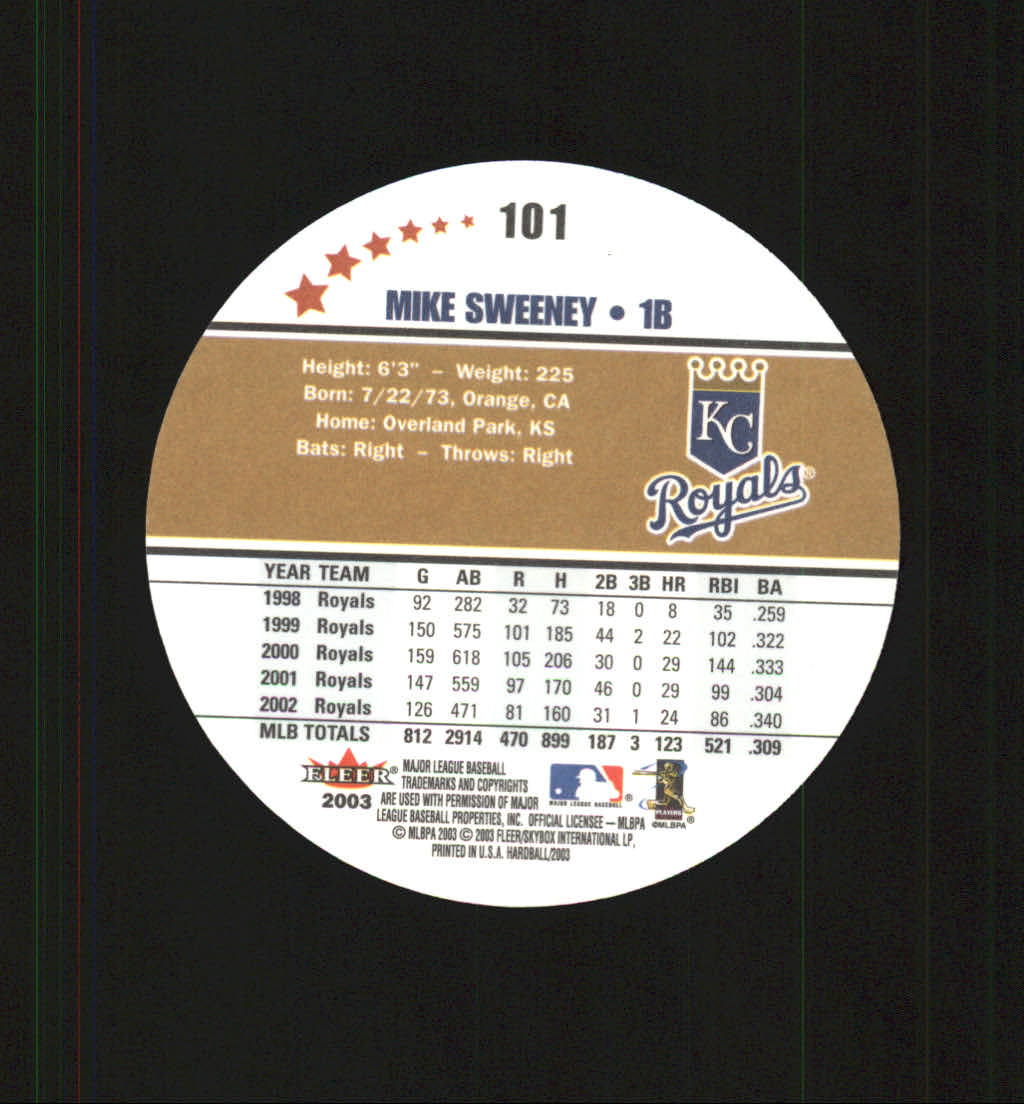 101
MIKE SWEENEY • 1B
Height: 6'3" – Weight: 225
Born: 7/22/73, Orange, CA
Home: Overland Park, KS
Bats: Right – Throws: Right
KC
Royals®
YEAR TEAM G AB R H 2B 3B HR RBI BA
1998 Royals 92 282 32 73 18 0 8 35 .259
1999 Royals 150 575 101 185 44 2 22 102 .322
2000 Royals 159 618 105 206 30 0 29 144 .333
2001 Royals 147 559 97 170 46 0 29 99 .304
2002 Royals 126 471 81 160 31 1 24 86 .340
MLB TOTALS 812 2914 470 899 187 3 123 521 .309
FLEER®
2003
MAJOR LEAGUE BASEBALL
TRADEMARKS AND COPYRIGHTS
ARE USED WITH PERMISSION OF MAJOR
LEAGUE BASEBALL PROPERTIES, INC. OFFICIAL LICENSEE — MLBPA
© MLBPA 2003 © 2003 FLEER/SKYBOX INTERNATIONAL LP,
PRINTED IN U.S.A. HARDBALL/2003
MAJOR LEAGUE BASEBALL®
PLAYERS
©MLBPA®